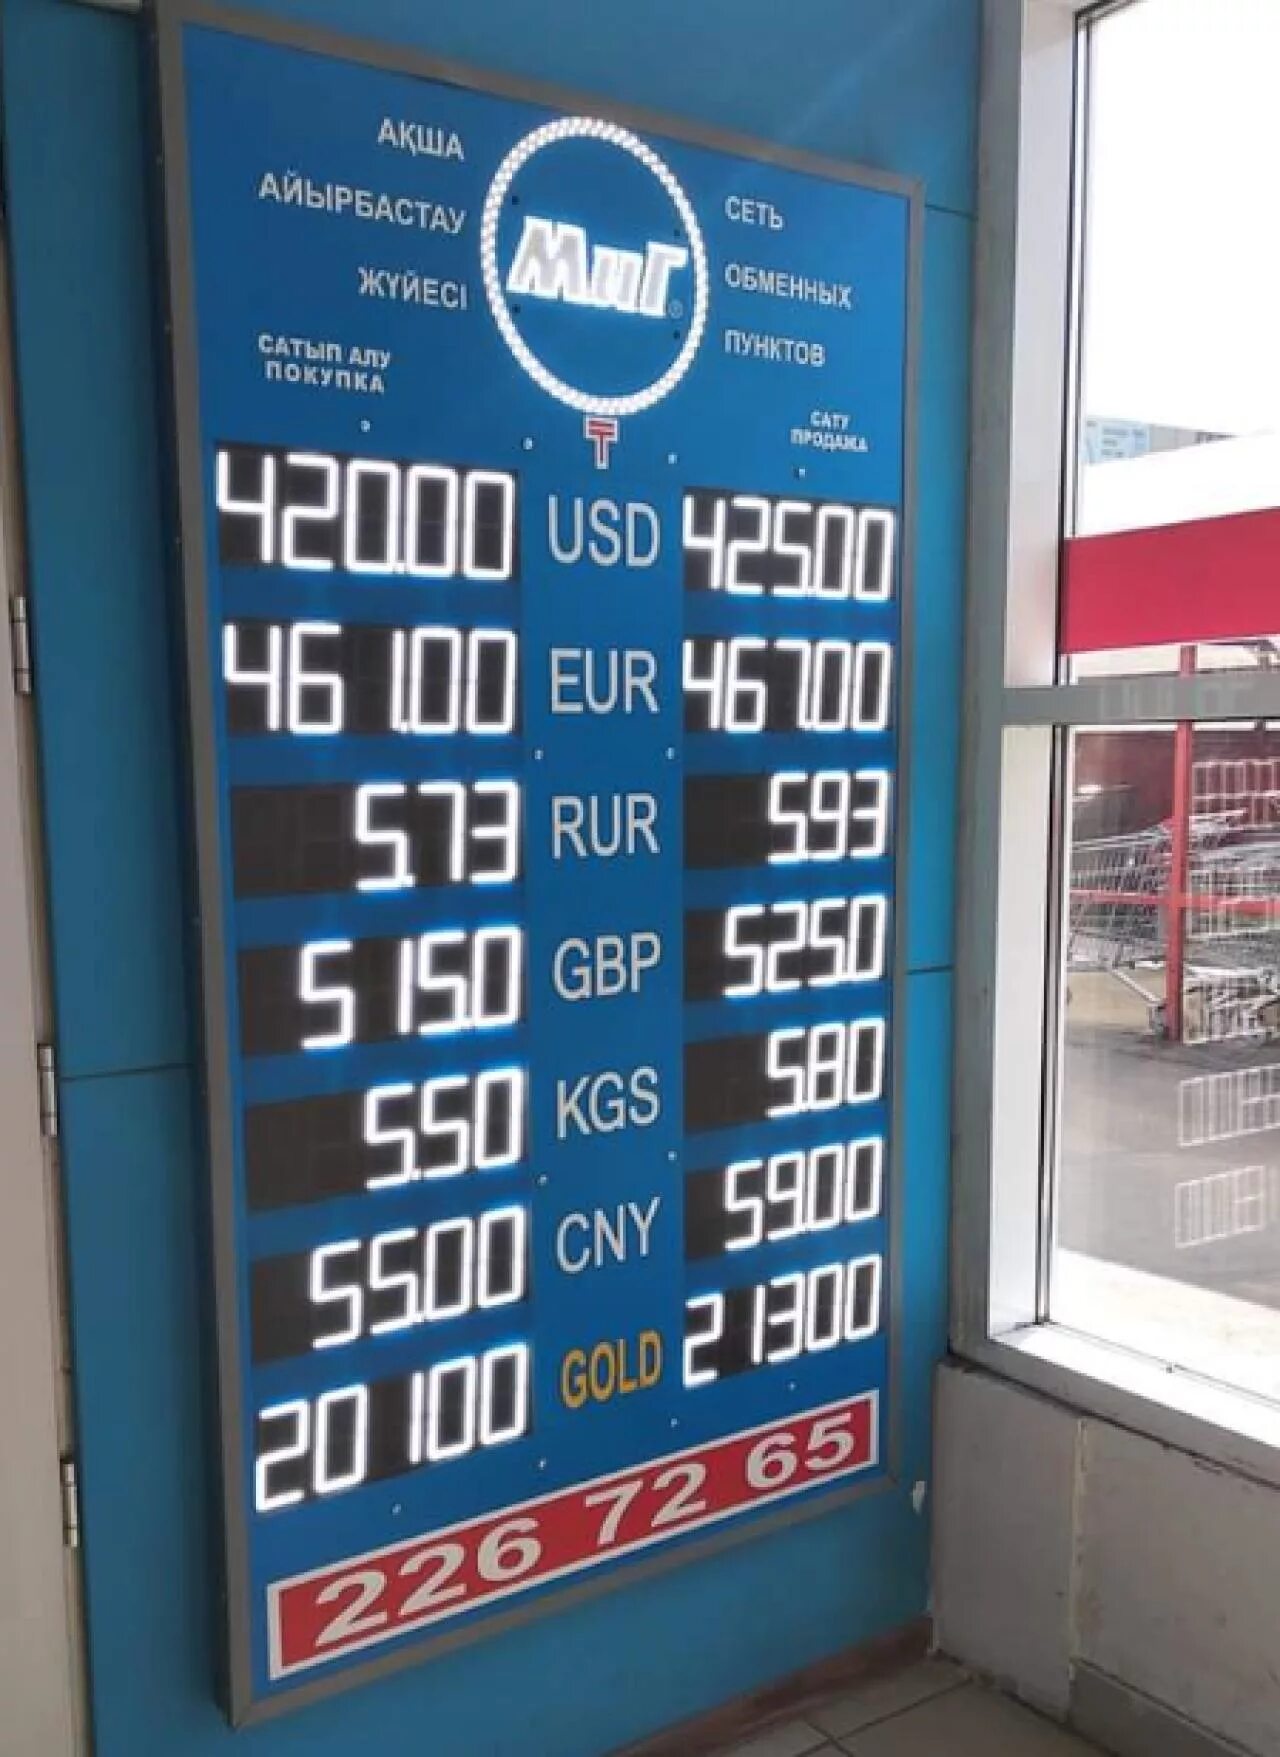 АҚША
АЙЫРБАСТАУ
ЖҮЙЕСІ
МиГ®
СЕТЬ
ОБМЕННЫХ
ПУНКТОВ
САТЫП АЛУ
ПОКУПКА
₸
САТУ
ПРОДАЖА
420.00 USD 425.00
461.00 EUR 467.00
5.73 RUR 5.93
515.0 GBP 525.0
5.50 KGS 5.80
55.00 CNY 59.00
20100 GOLD 21300
226 72 65